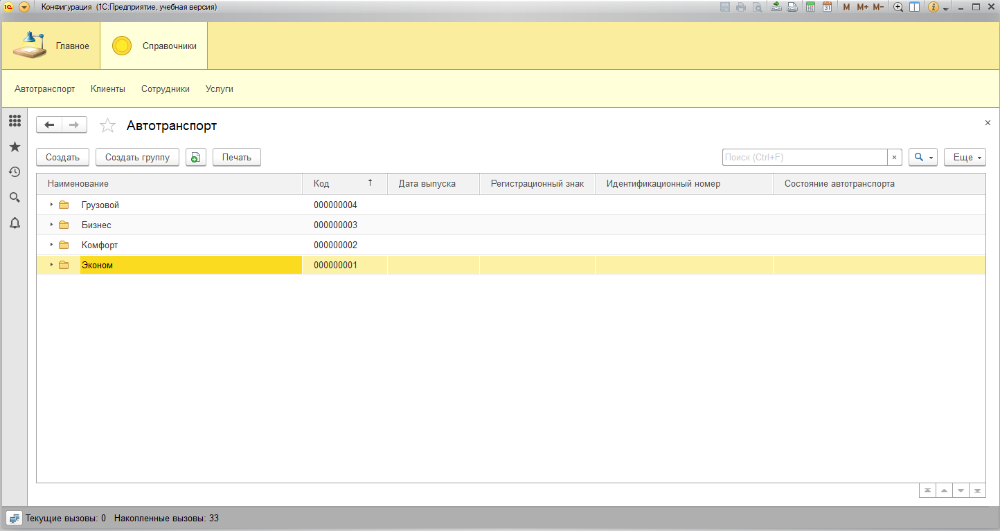 1С Конфигурация (1С:Предприятие, учебная версия) 31 M M+ M- i
Главное Справочники
Автотранспорт Клиенты Сотрудники Услуги
Автотранспорт
Создать Создать группу Печать Поиск (Ctrl+F) × Еще
Наименование Код ↑ Дата выпуска Регистрационный знак Идентификационный номер Состояние автотранспорта
Грузовой 000000004
Бизнес 000000003
Комфорт 000000002
Эконом 000000001
Текущие вызовы: 0 Накопленные вызовы: 33